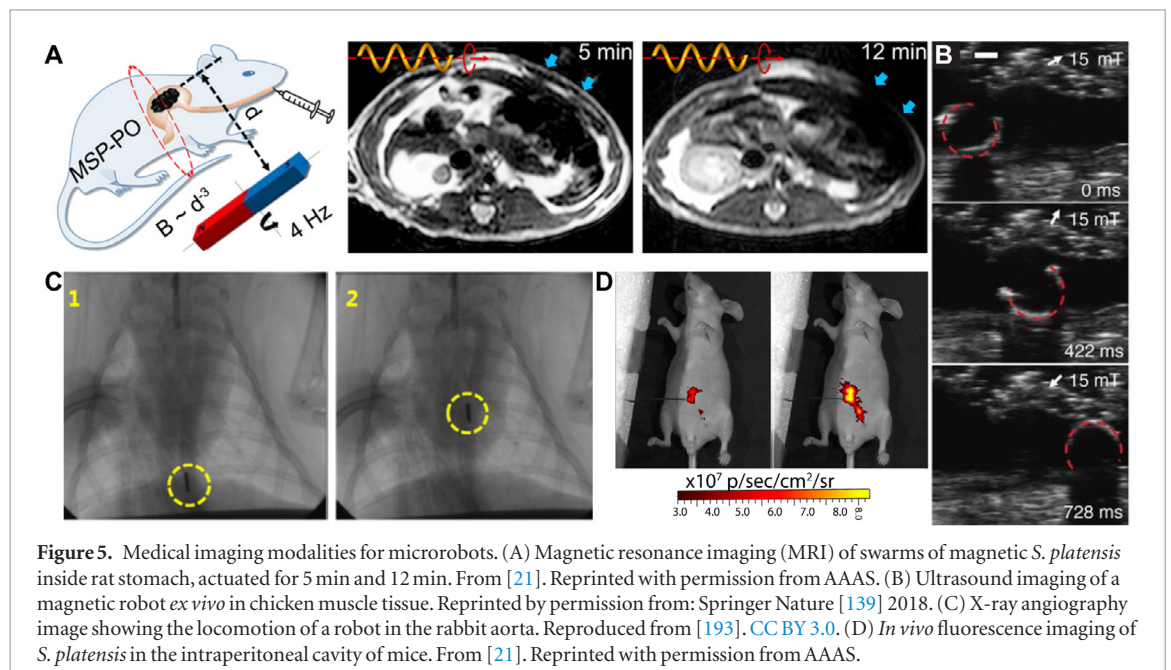 A
MSP-PO
d
B ~ d-3
4 Hz
5 min
12 min
B
15 mT
0 ms
15 mT
422 ms
15 mT
728 ms
C
1
2
D
x10⁷ p/sec/cm²/sr
3.0 4.0 5.0 6.0 7.0 8.0
Figure 5. Medical imaging modalities for microrobots. (A) Magnetic resonance imaging (MRI) of swarms of magnetic S. platensis
inside rat stomach, actuated for 5 min and 12 min. From [21]. Reprinted with permission from AAAS. (B) Ultrasound imaging of a
magnetic robot ex vivo in chicken muscle tissue. Reprinted by permission from: Springer Nature [139] 2018. (C) X-ray angiography
image showing the locomotion of a robot in the rabbit aorta. Reproduced from [193]. CC BY 3.0. (D) In vivo fluorescence imaging of
S. platensis in the intraperitoneal cavity of mice. From [21]. Reprinted with permission from AAAS.